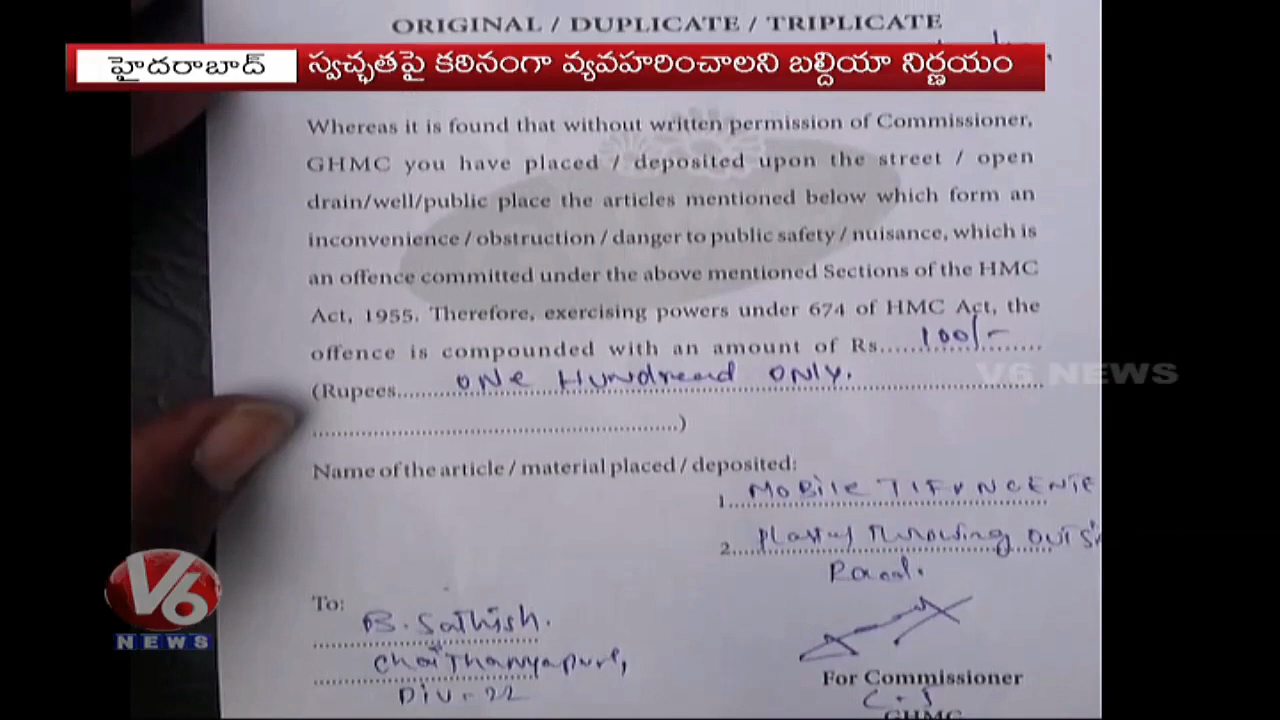 ORIGINAL / DUPLICATE / TRIPLICATE
హైదరాబాద్ స్వచ్ఛతపై కఠినంగా వ్యవహరించాలని బల్దియా నిర్ణయం
Whereas it is found that without written permission of Commissioner,
GHMC you have placed / deposited upon the street / open
drain/well/public place the articles mentioned below which form an
inconvenience / obstruction / danger to public safety / nuisance, which is
an offence committed under the above mentioned Sections of the HMC
Act, 1955. Therefore, exercising powers under 674 of HMC Act, the
offence is compounded with an amount of Rs....100/-....
(Rupees....ONE Hundread ONLY.....
V6 NEWS
....................................................)
Name of the article / material placed / deposited:
1. MOBILE TIFUNCENTE
2. Throwing OUTSI
Road.
To:
B. Sathish.
Chaithanyapuri,
Div-22
For Commissioner
GHMC
V6
NEWS